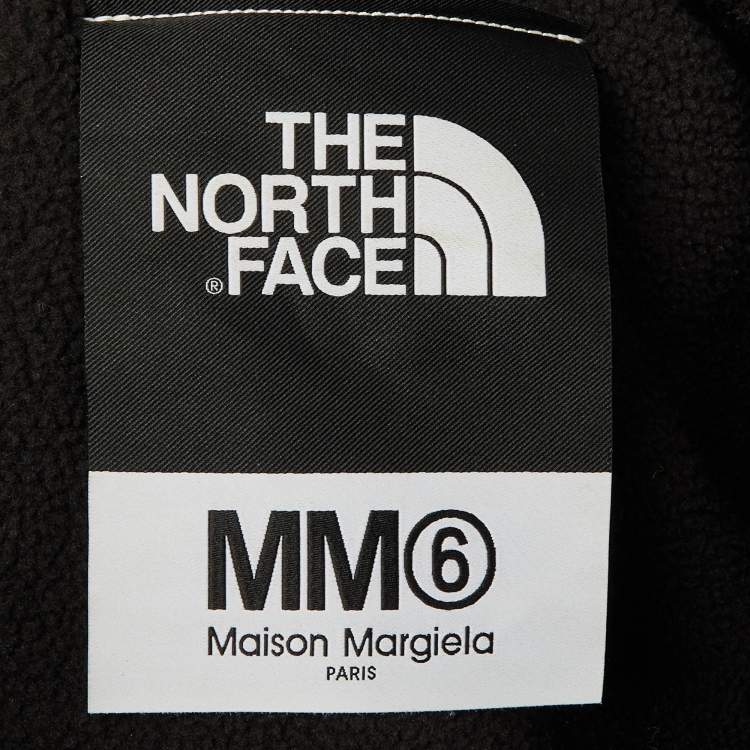 THE
NORTH
® FACE
MM⑥
Maison Margiela
PARIS